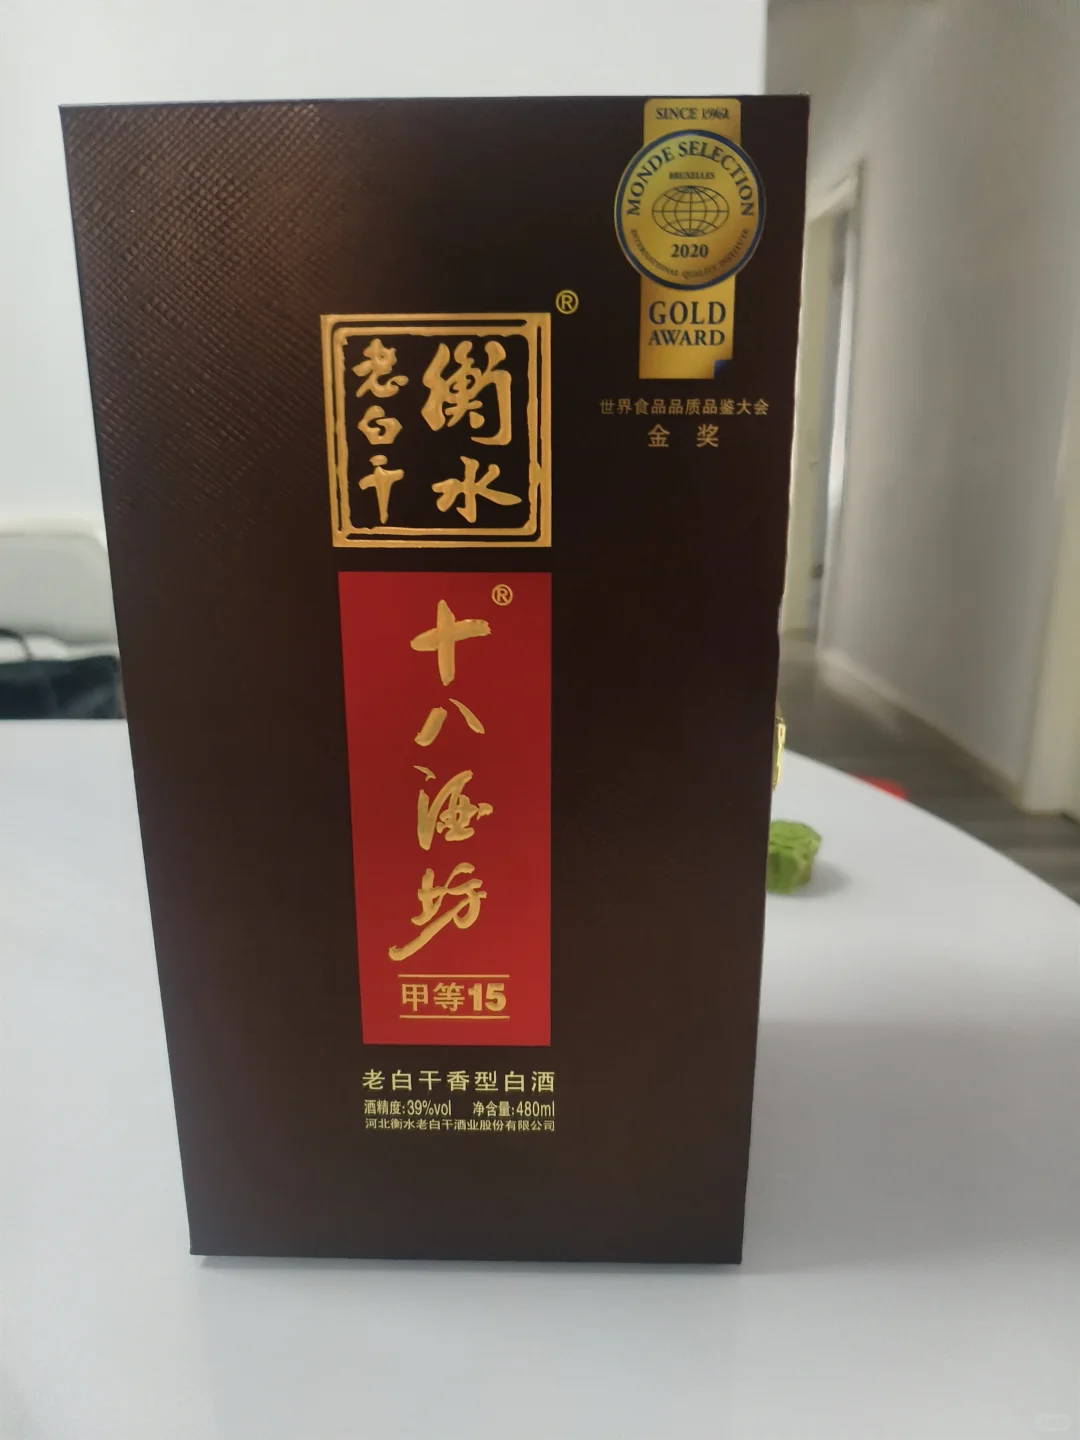 SINCE 1961
MONDE SELECTION
BRUXELLES
2020
INTERNATIONAL QUALITY INSTITUTE
GOLD
AWARD
世界食品品质品鉴大会
金奖
®
衡水
老白干
®
十八酒坊
甲等15
老白干香型白酒
酒精度:39%vol 净含量:480ml
河北衡水老白干酒业股份有限公司